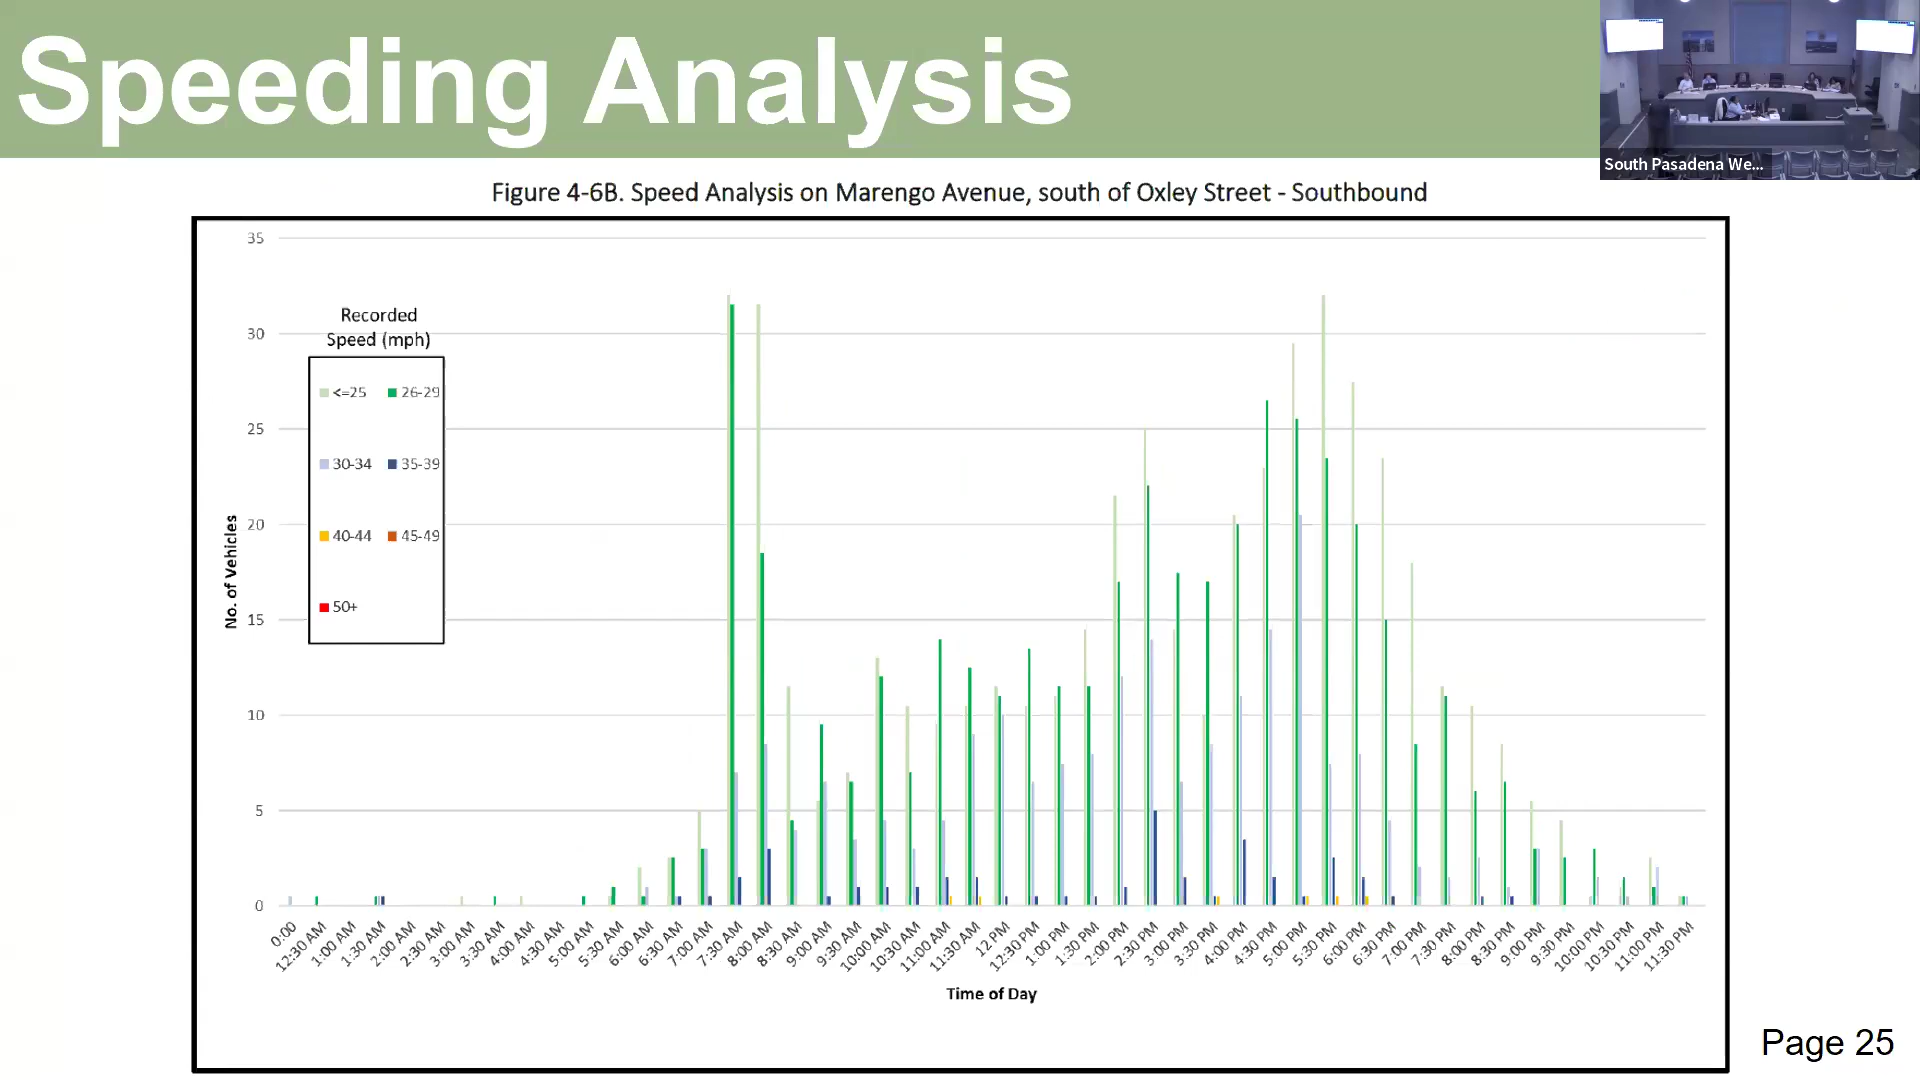 Speeding Analysis
South Pasadena We...
Figure 4-6B. Speed Analysis on Marengo Avenue, south of Oxley Street - Southbound
35
30
25
20
15
10
5
0
No. of Vehicles
Recorded
Speed (mph)
<=25 26-29
30-34 35-39
40-44 45-49
50+
0:00
12:30 AM
1:00 AM
1:30 AM
2:00 AM
2:30 AM
3:00 AM
3:30 AM
4:00 AM
4:30 AM
5:00 AM
5:30 AM
6:00 AM
6:30 AM
7:00 AM
7:30 AM
8:00 AM
8:30 AM
9:00 AM
9:30 AM
10:00 AM
10:30 AM
11:00 AM
11:30 AM
12 PM
12:30 PM
1:00 PM
1:30 PM
2:00 PM
2:30 PM
3:00 PM
3:30 PM
4:00 PM
4:30 PM
5:00 PM
5:30 PM
6:00 PM
6:30 PM
7:00 PM
7:30 PM
8:00 PM
8:30 PM
9:00 PM
9:30 PM
10:00 PM
10:30 PM
11:00 PM
11:30 PM
Time of Day
Page 25